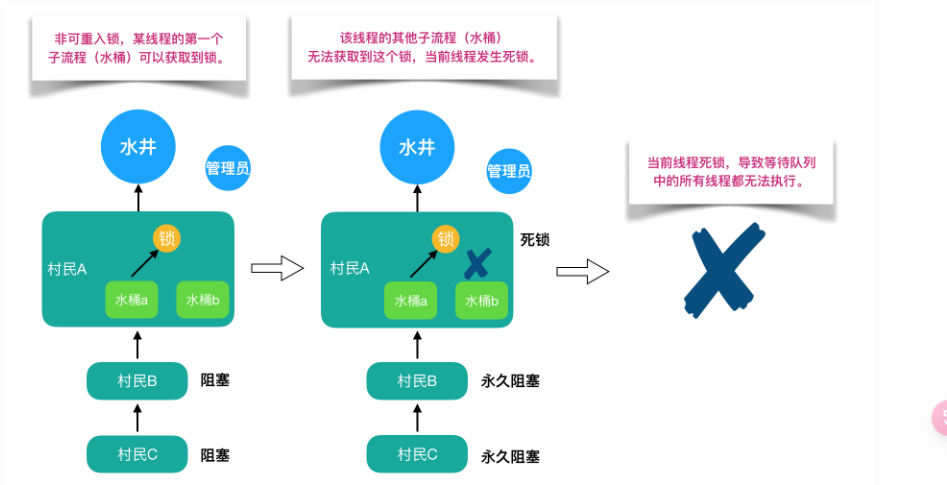 非可重入锁，某线程的第一个
子流程（水桶）可以获取到锁。
该线程的其他子流程（水桶）
无法获取到这个锁，当前线程发生死锁。
当前线程死锁，导致等待队列
中的所有线程都无法执行。
水井
管理员
锁
村民A
水桶a
水桶b
村民B
阻塞
村民C
阻塞
水井
管理员
锁
死锁
村民A
水桶a
水桶b
村民B
永久阻塞
村民C
永久阻塞